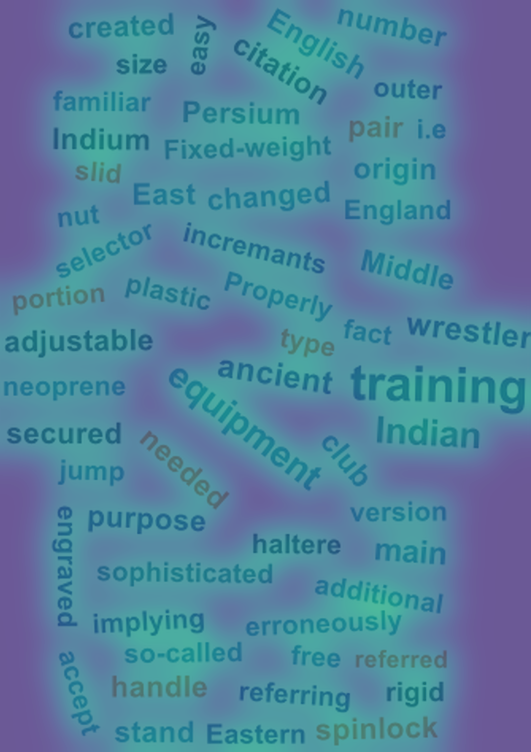 created easy English number
size citation outer
familiar Persium pair i.e
Indium Fixed-weight
slid origin
East changed England
nut
selector incremants Middle
portion plastic Properly
adjustable type fact wrestler
neoprene ancient training
equipment
secured needed club Indian
jump
engraved purpose version
haltere main
sophisticated additional
implying erroneously
so-called free referred
accept handle referring rigid
stand Eastern spinlock